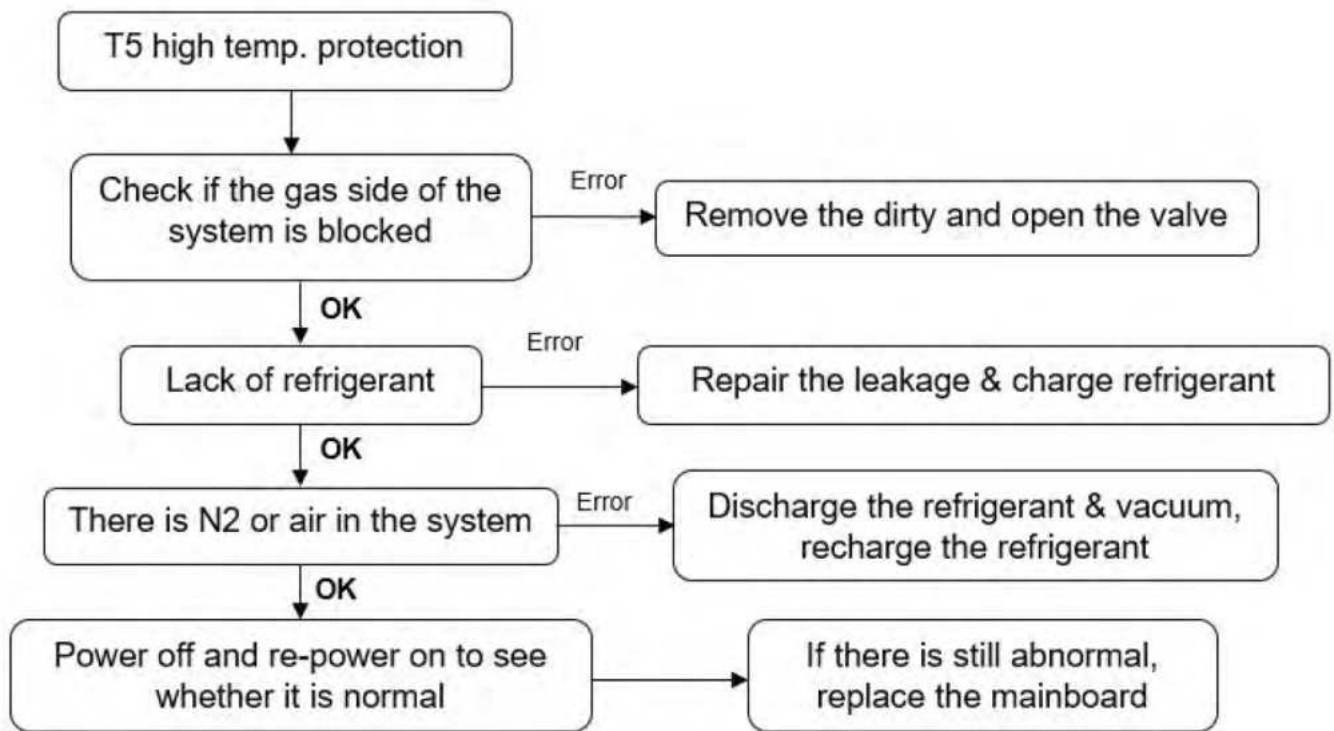 T5 high temp. protection
Check if the gas side of the
system is blocked
Error
Remove the dirty and open the valve
OK
Lack of refrigerant
Error
Repair the leakage & charge refrigerant
OK
There is N2 or air in the system
Error
Discharge the refrigerant & vacuum,
recharge the refrigerant
OK
Power off and re-power on to see
whether it is normal
If there is still abnormal,
replace the mainboard